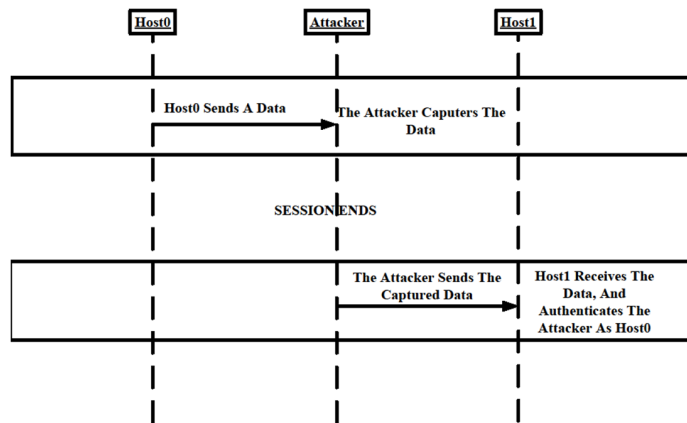 Host0
Attacker
Host1
Host0 Sends A Data
The Attacker Caputers The
Data
SESSION ENDS
The Attacker Sends The
Captured Data
Host1 Receives The
Data, And
Authenticates The
Attacker As Host0